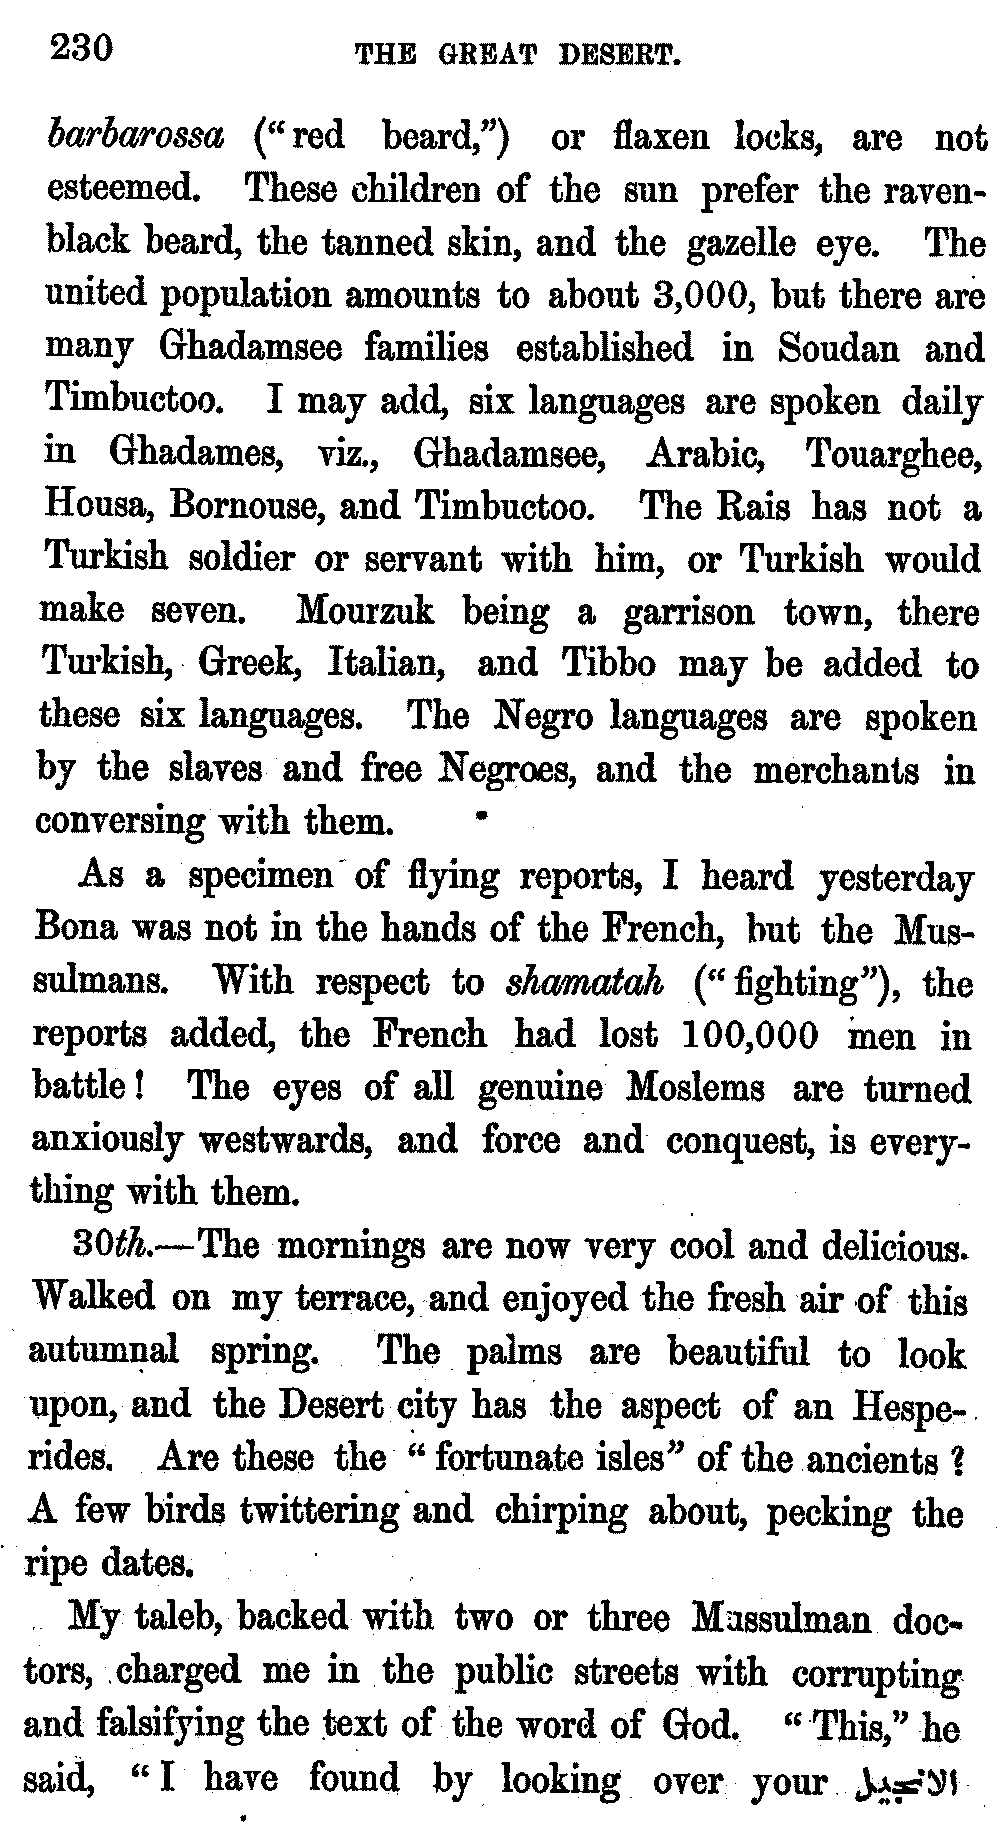 230 THE GREAT DESERT.
barbarossa (“red beard,”) or flaxen locks, are not
esteemed. These children of the sun prefer the raven-
black beard, the tanned skin, and the gazelle eye. The
united population amounts to about 3,000, but there are
many Ghadamsee families established in Soudan and
Timbuctoo. I may add, six languages are spoken daily
in Ghadames, viz., Ghadamsee, Arabic, Touarghee,
Housa, Bornouse, and Timbuctoo. The Rais has not a
Turkish soldier or servant with him, or Turkish would
make seven. Mourzuk being a garrison town, there
Turkish, Greek, Italian, and Tibbo may be added to
these six languages. The Negro languages are spoken
by the slaves and free Negroes, and the merchants in
conversing with them.
As a specimen of flying reports, I heard yesterday
Bona was not in the hands of the French, but the Mus-
sulmans. With respect to shamatah (“fighting”), the
reports added, the French had lost 100,000 men in
battle! The eyes of all genuine Moslems are turned
anxiously westwards, and force and conquest, is every-
thing with them.
30th.—The mornings are now very cool and delicious.
Walked on my terrace, and enjoyed the fresh air of this
autumnal spring. The palms are beautiful to look
upon, and the Desert city has the aspect of an Hespe-
rides. Are these the “fortunate isles” of the ancients?
A few birds twittering and chirping about, pecking the
ripe dates.
My taleb, backed with two or three Mussulman doc-
tors, charged me in the public streets with corrupting
and falsifying the text of the word of God. “This,” he
said, “I have found by looking over your الانجيل